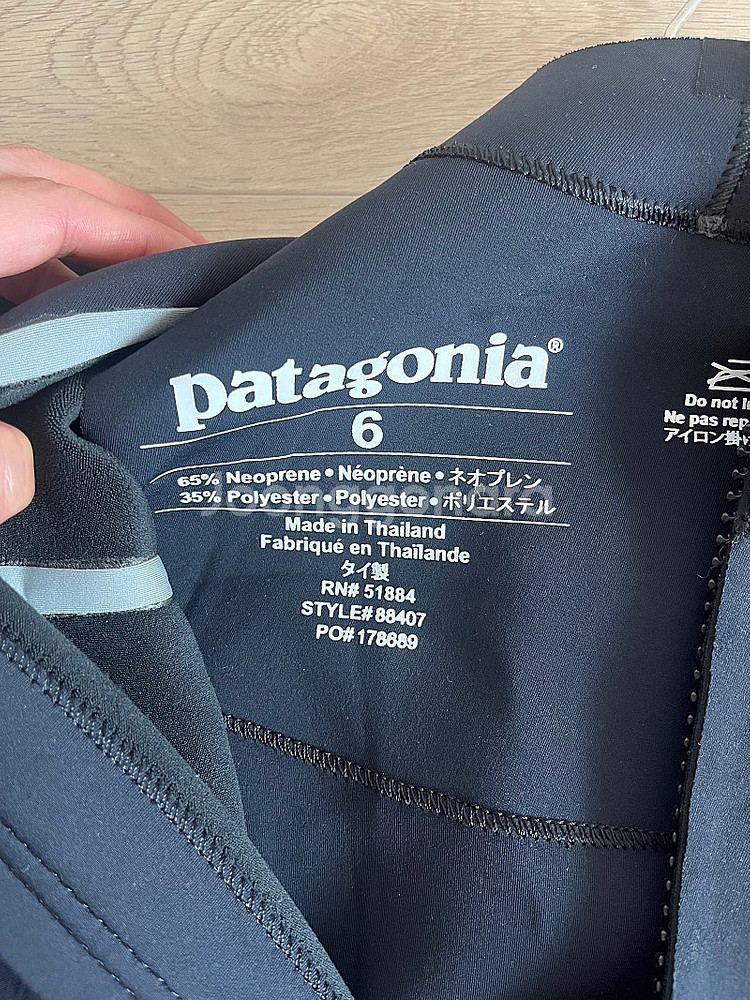 patagonia®
6
65% Neoprene • Néoprène • ネオプレン
35% Polyester • Polyester • ポリエステル
Made in Thailand
Fabriqué en Thaïlande
タイ製
RN# 51884
STYLE# 88407
PO# 178689
Do not
Ne pas
アイロン掛